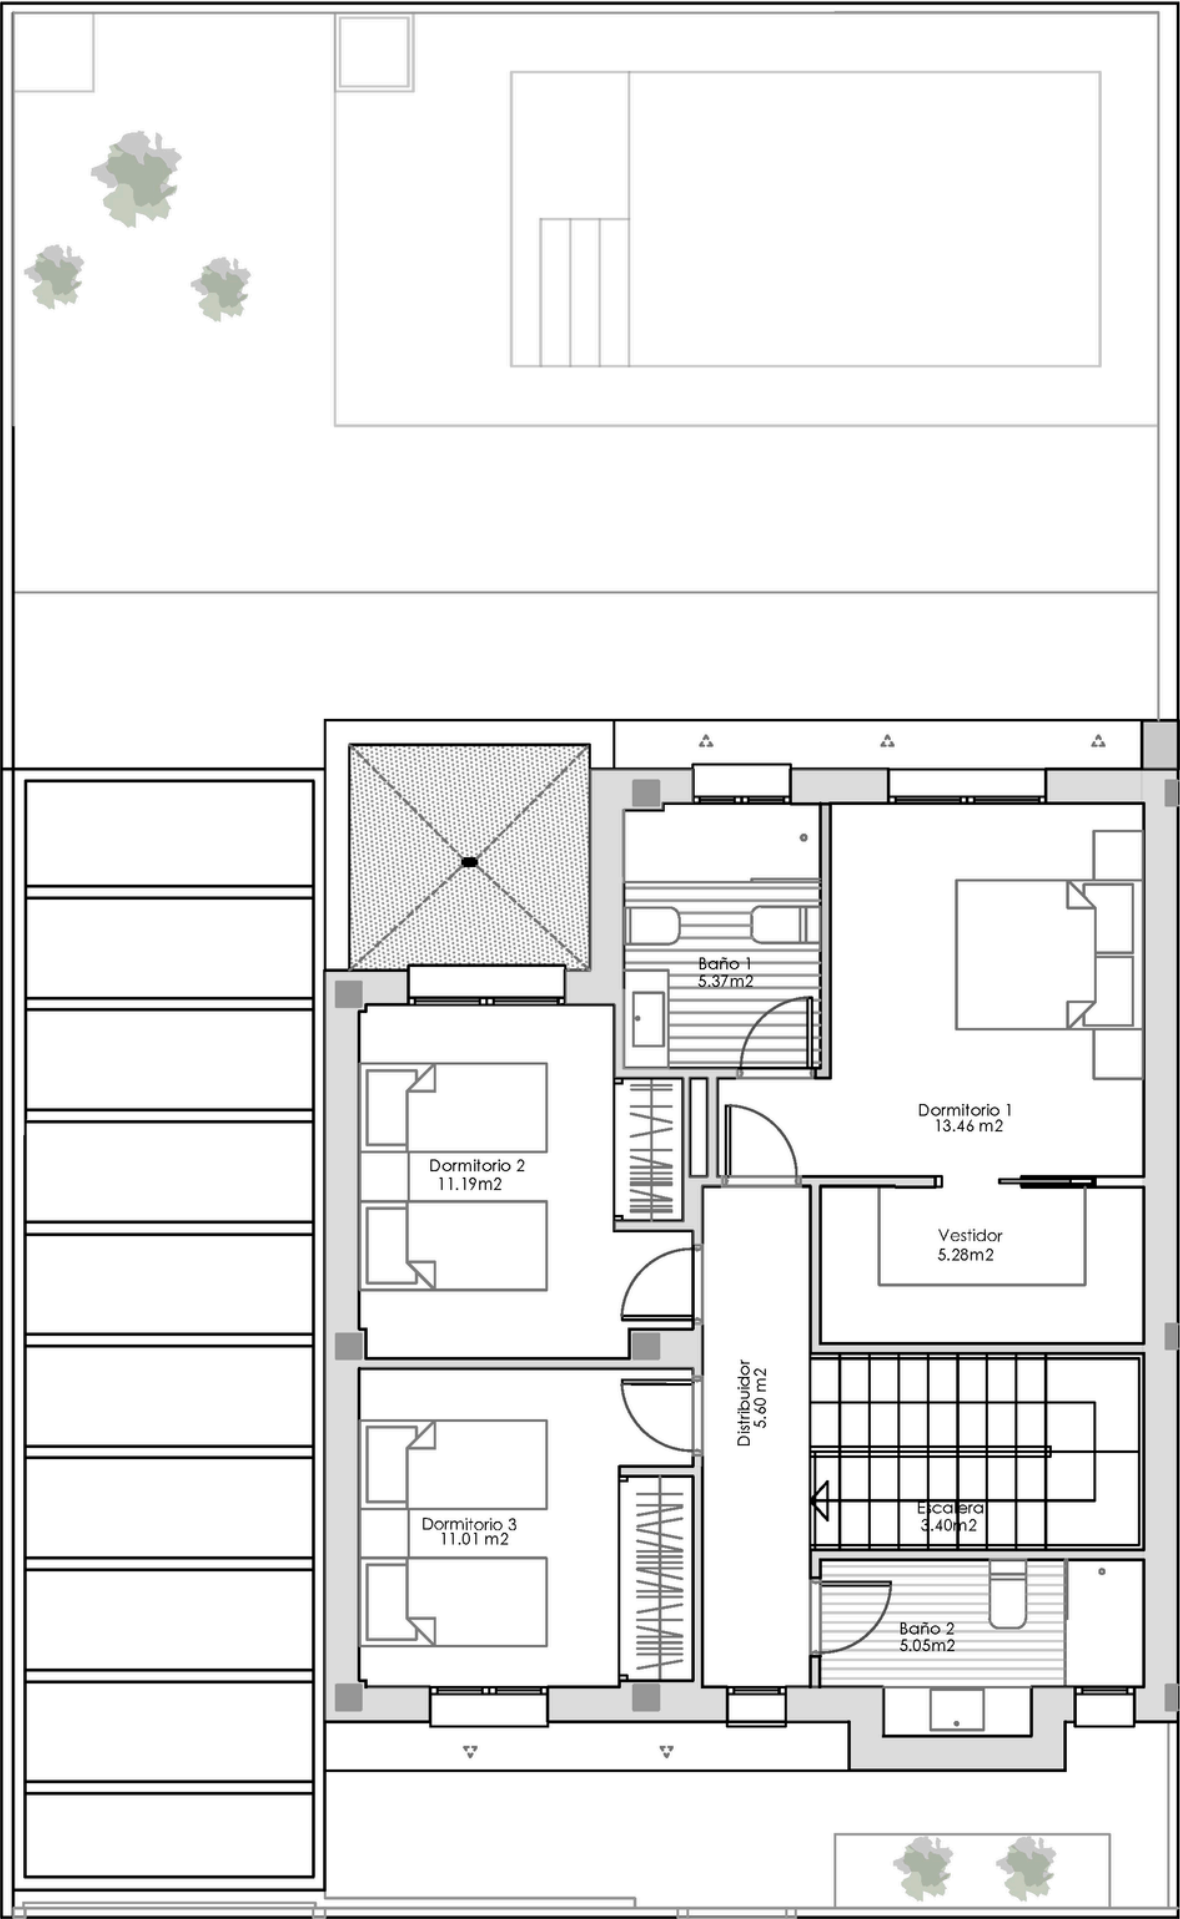 Baño 1
5.37m2
Dormitorio 1
13.46 m2
Dormitorio 2
11.19m2
Vestidor
5.28m2
Distribuidor
5.60 m2
Escalera
3.40m2
Dormitorio 3
11.01 m2
Baño 2
5.05m2